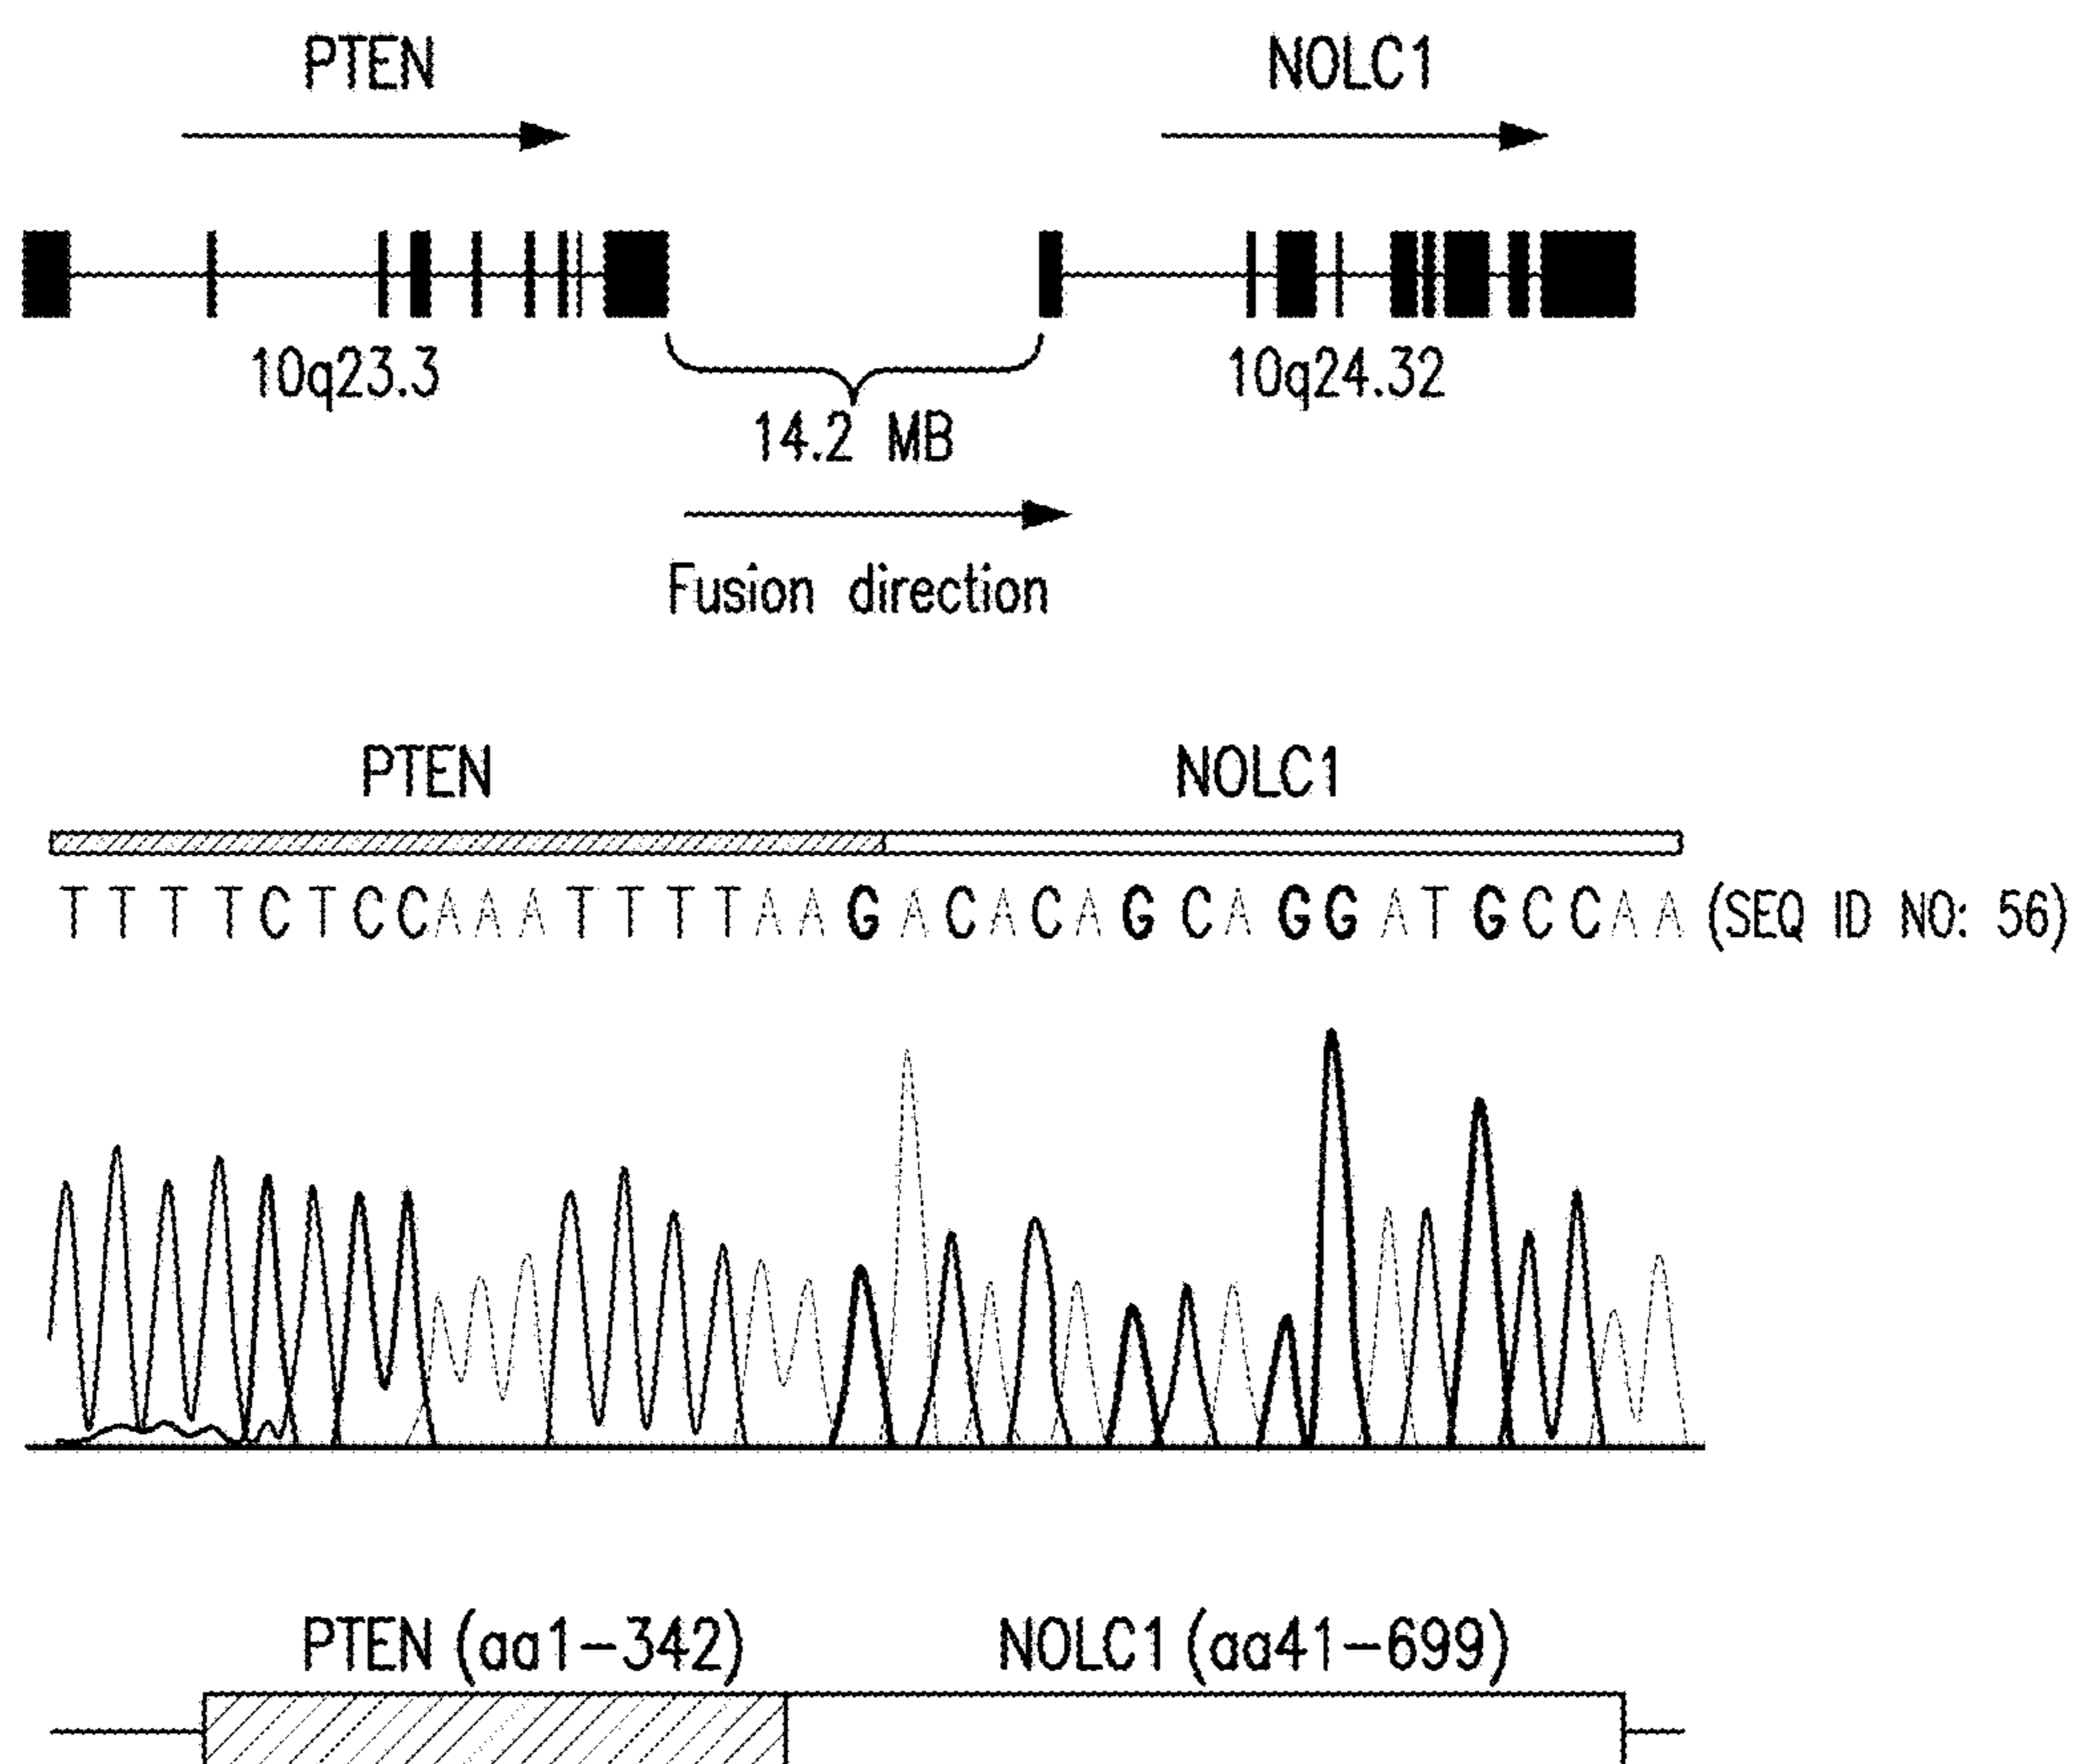 PTEN NOLC1
10q23.3 10q24.32
14.2 MB
Fusion direction
PTEN NOLC1
TTTTCTCCAAATTTTAAGACACAGCAGGATGCCAA (SEQ ID NO: 56)
PTEN (aa1-342) NOLC1 (aa41-699)